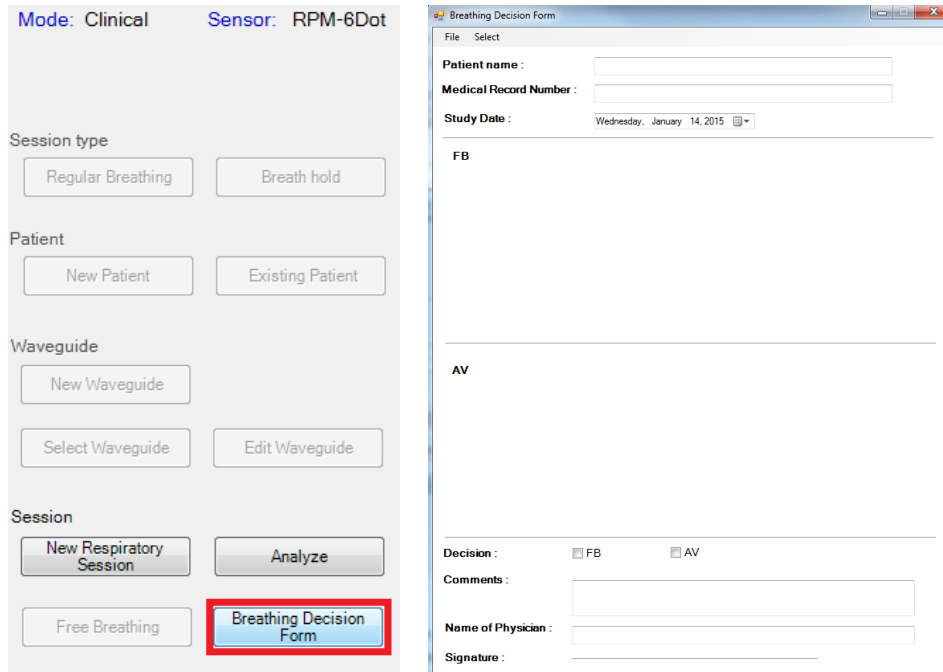 Mode: Clinical Sensor: RPM-6Dot
Session type
Regular Breathing Breath hold
Patient
New Patient Existing Patient
Waveguide
New Waveguide
Select Waveguide Edit Waveguide
Session
New Respiratory Session Analyze
Free Breathing Breathing Decision Form
Breathing Decision Form
File Select
Patient name :
Medical Record Number :
Study Date : Wednesday, January 14, 2015
FB
AV
Decision : FB AV
Comments :
Name of Physician :
Signature :